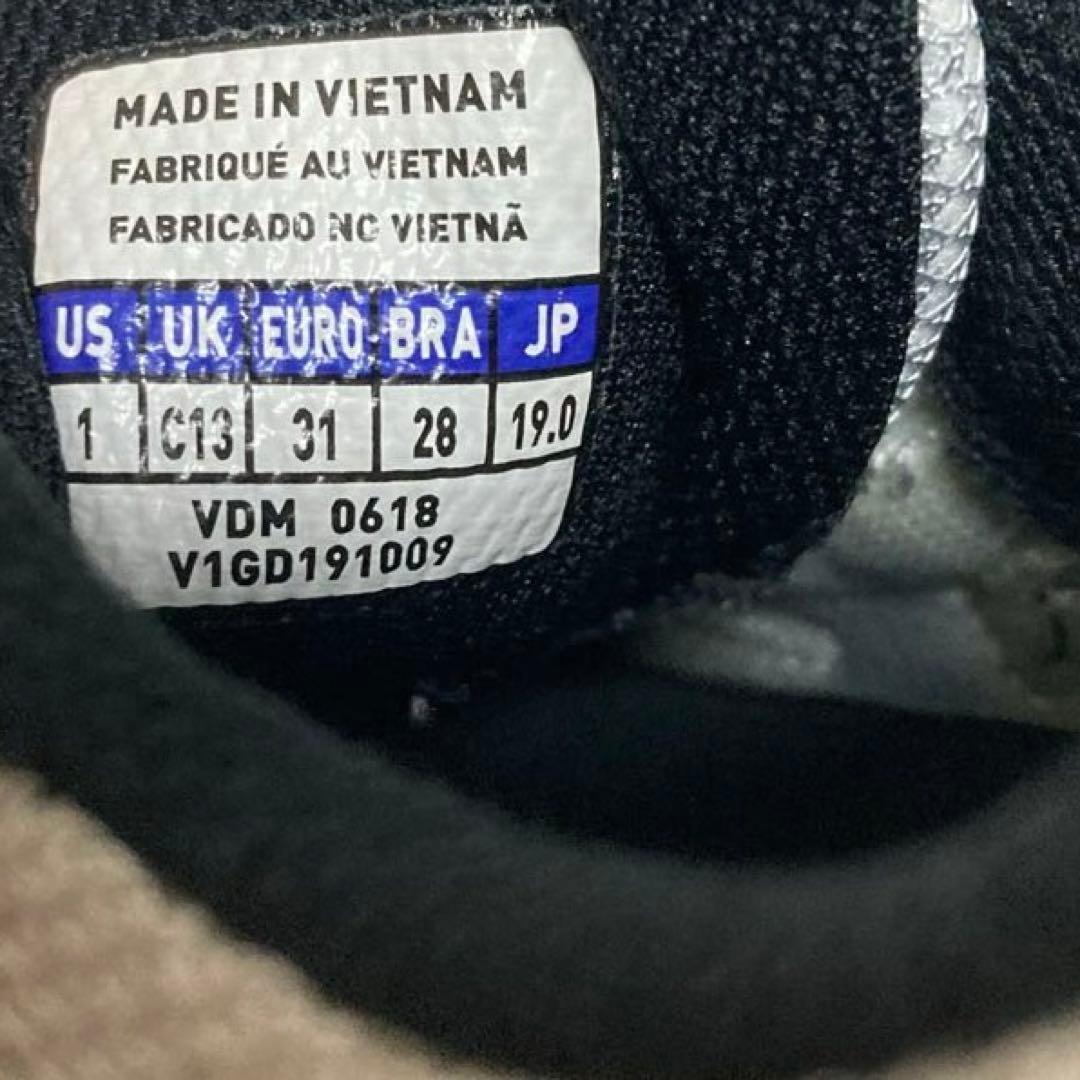 MADE IN VIETNAM
FABRIQUÉ AU VIETNAM
FABRICADO NO VIETNÃ
US UK EURO BRA JP
1 C13 31 28 19.0
VDM 0618
V1GD191009